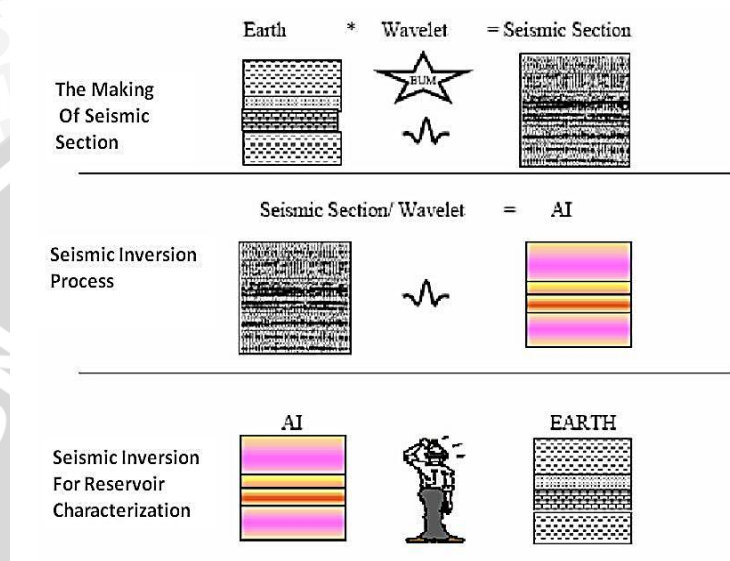 Earth * Wavelet = Seismic Section
BUM
The Making
Of Seismic
Section
Seismic Section/ Wavelet = AI
Seismic Inversion
Process
AI EARTH
Seismic Inversion
For Reservoir
Characterization